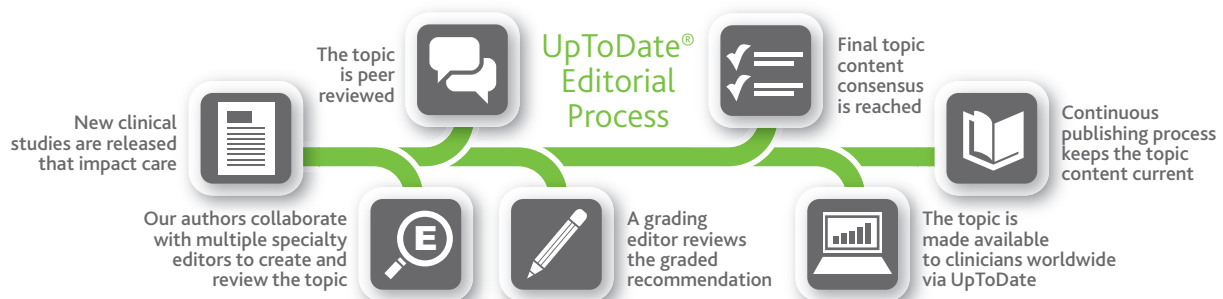 UpToDate®
Editorial
Process
New clinical
studies are released
that impact care
Our authors collaborate
with multiple specialty
editors to create and
review the topic
E
The topic
is peer
reviewed
A grading
editor reviews
the graded
recommendation
Final topic
content
consensus
is reached
The topic is
made available
to clinicians worldwide
via UpToDate
Continuous
publishing process
keeps the topic
content current